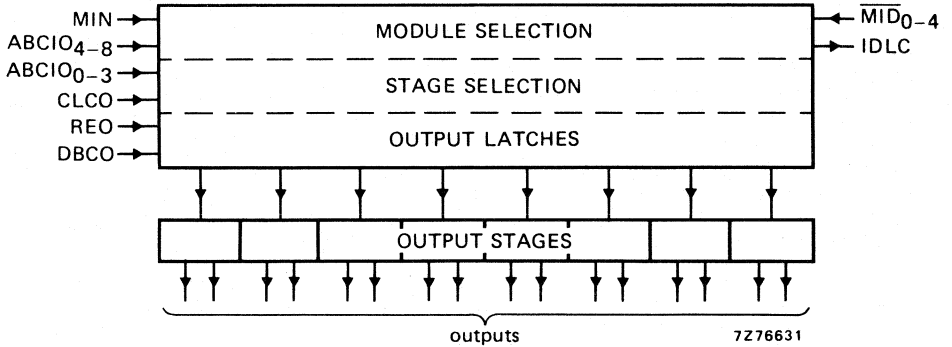 MIN
ABCIO4–8
ABCIO0–3
CLCO
REO
DBCO
MODULE SELECTION
STAGE SELECTION
OUTPUT LATCHES
M̅I̅D̅0–4
IDLC
OUTPUT STAGES
outputs
7Z76631